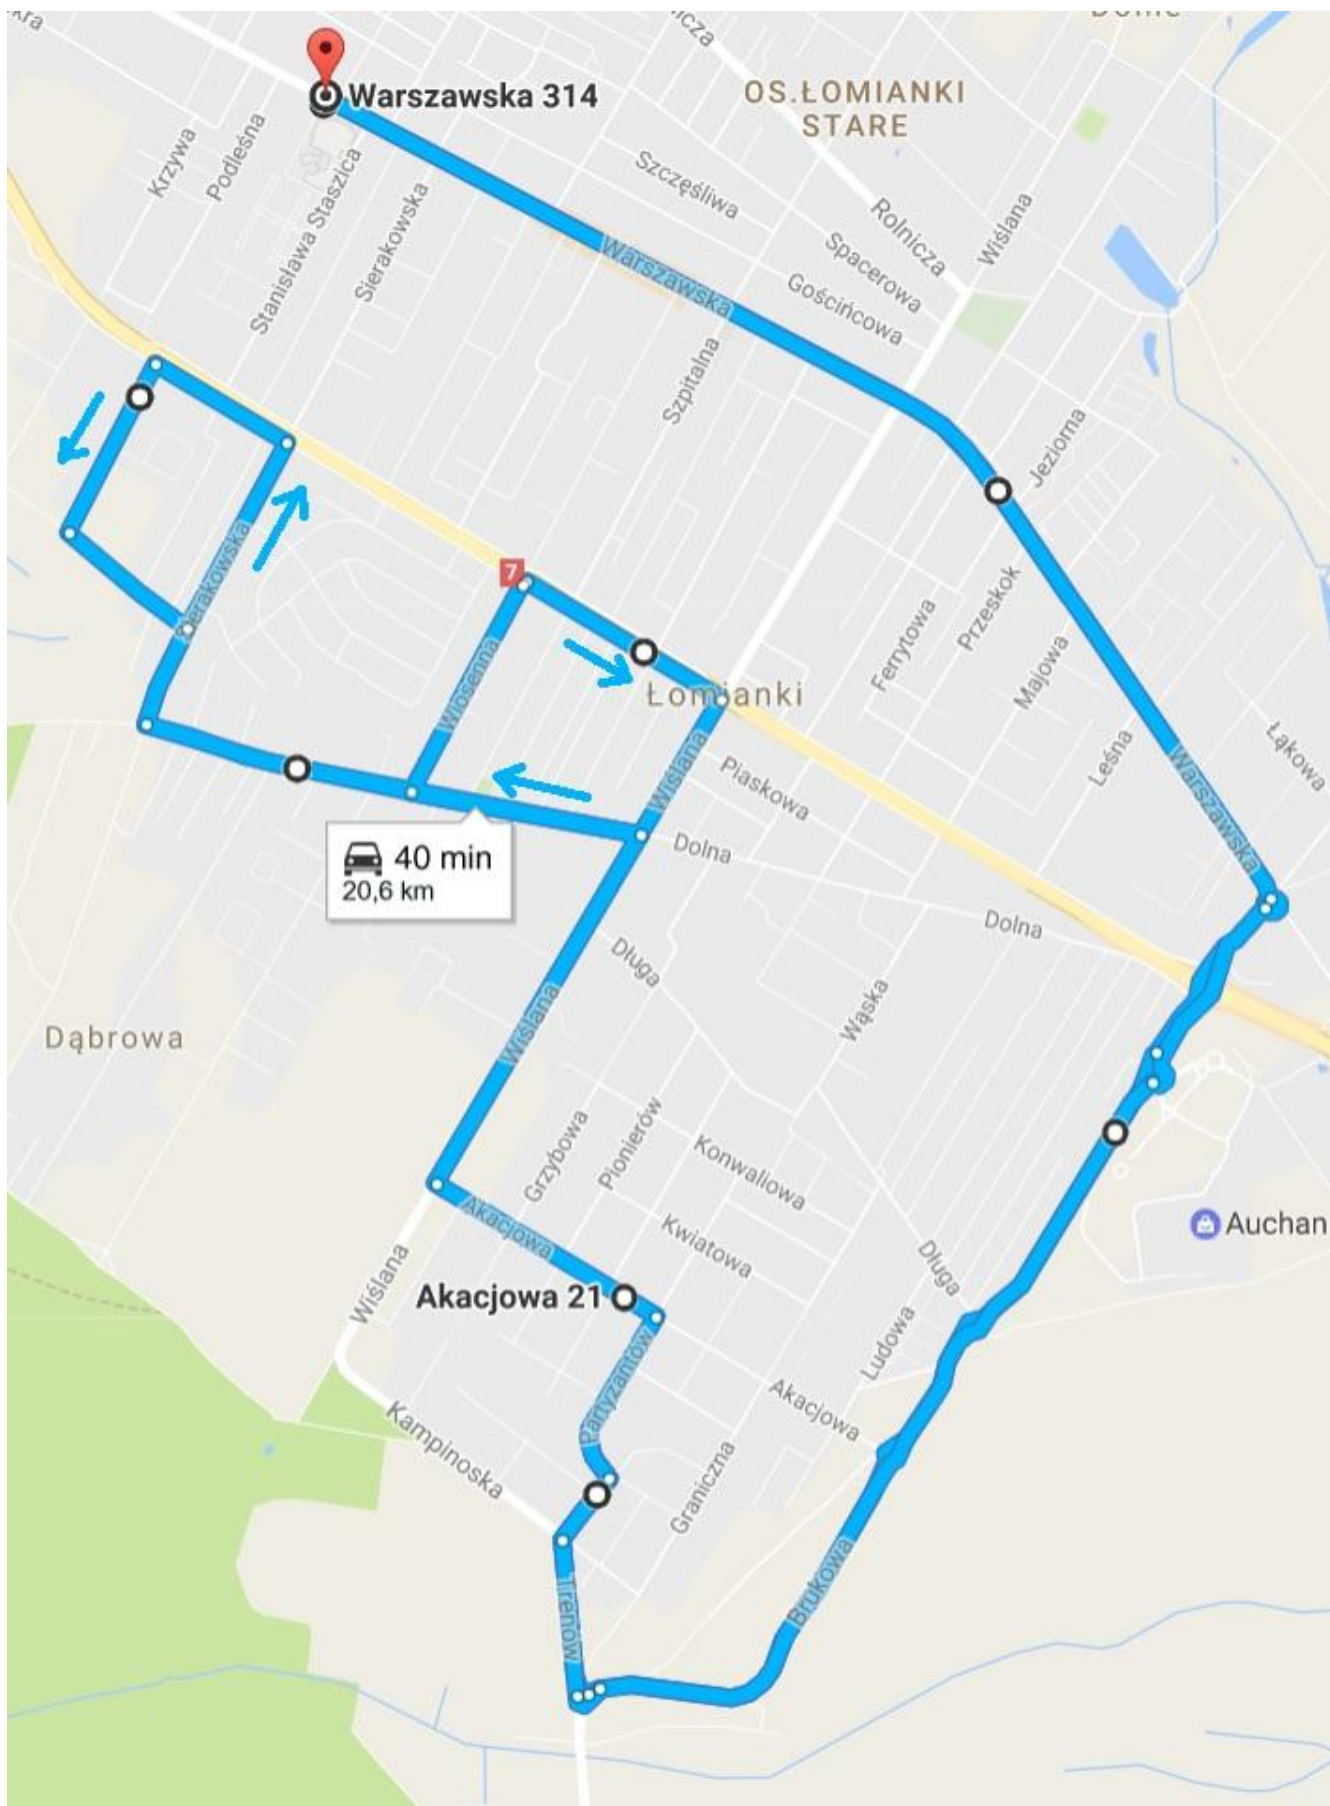 Warszawska 314
OS.ŁOMIANKI
STARE
Krzywa
Podleśna
Stanisława Staszica
Sierakowska
Szczęśliwa
Rolnicza
Wiślana
Spacerowa
Gościńcowa
Warszawska
Szpitalna
Jeziorna
Sierakowska
7
Przeskok
Ferrytowa
Majowa
Wiosenna
Łomianki
Leśna
Łąkowa
Wiślana
Piaskowa
Warszawska
40 min
20,6 km
Dolna
Dolna
Długa
Wąska
Wiślana
Dąbrowa
Grzybowa
Pionierów
Konwaliowa
Kwiatowa
Akacjowa
Auchan
Długa
Wiślana
Akacjowa 21
Ludowa
Partyzantów
Akacjowa
Kampinoska
Graniczna
Trenów
Brukowa